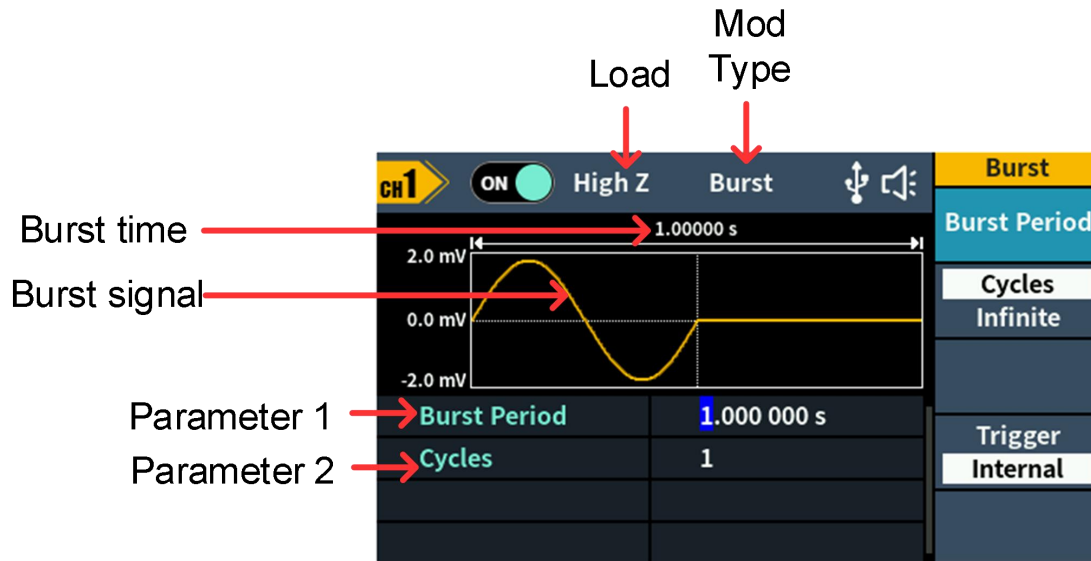 Mod
Type
Load
CH1
ON
High Z
Burst
Burst
Burst time
1.00000 s
Burst Period
2.0 mV
Burst signal
0.0 mV
-2.0 mV
Cycles
Infinite
Parameter 1
Burst Period
1.000 000 s
Parameter 2
Cycles
1
Trigger
Internal